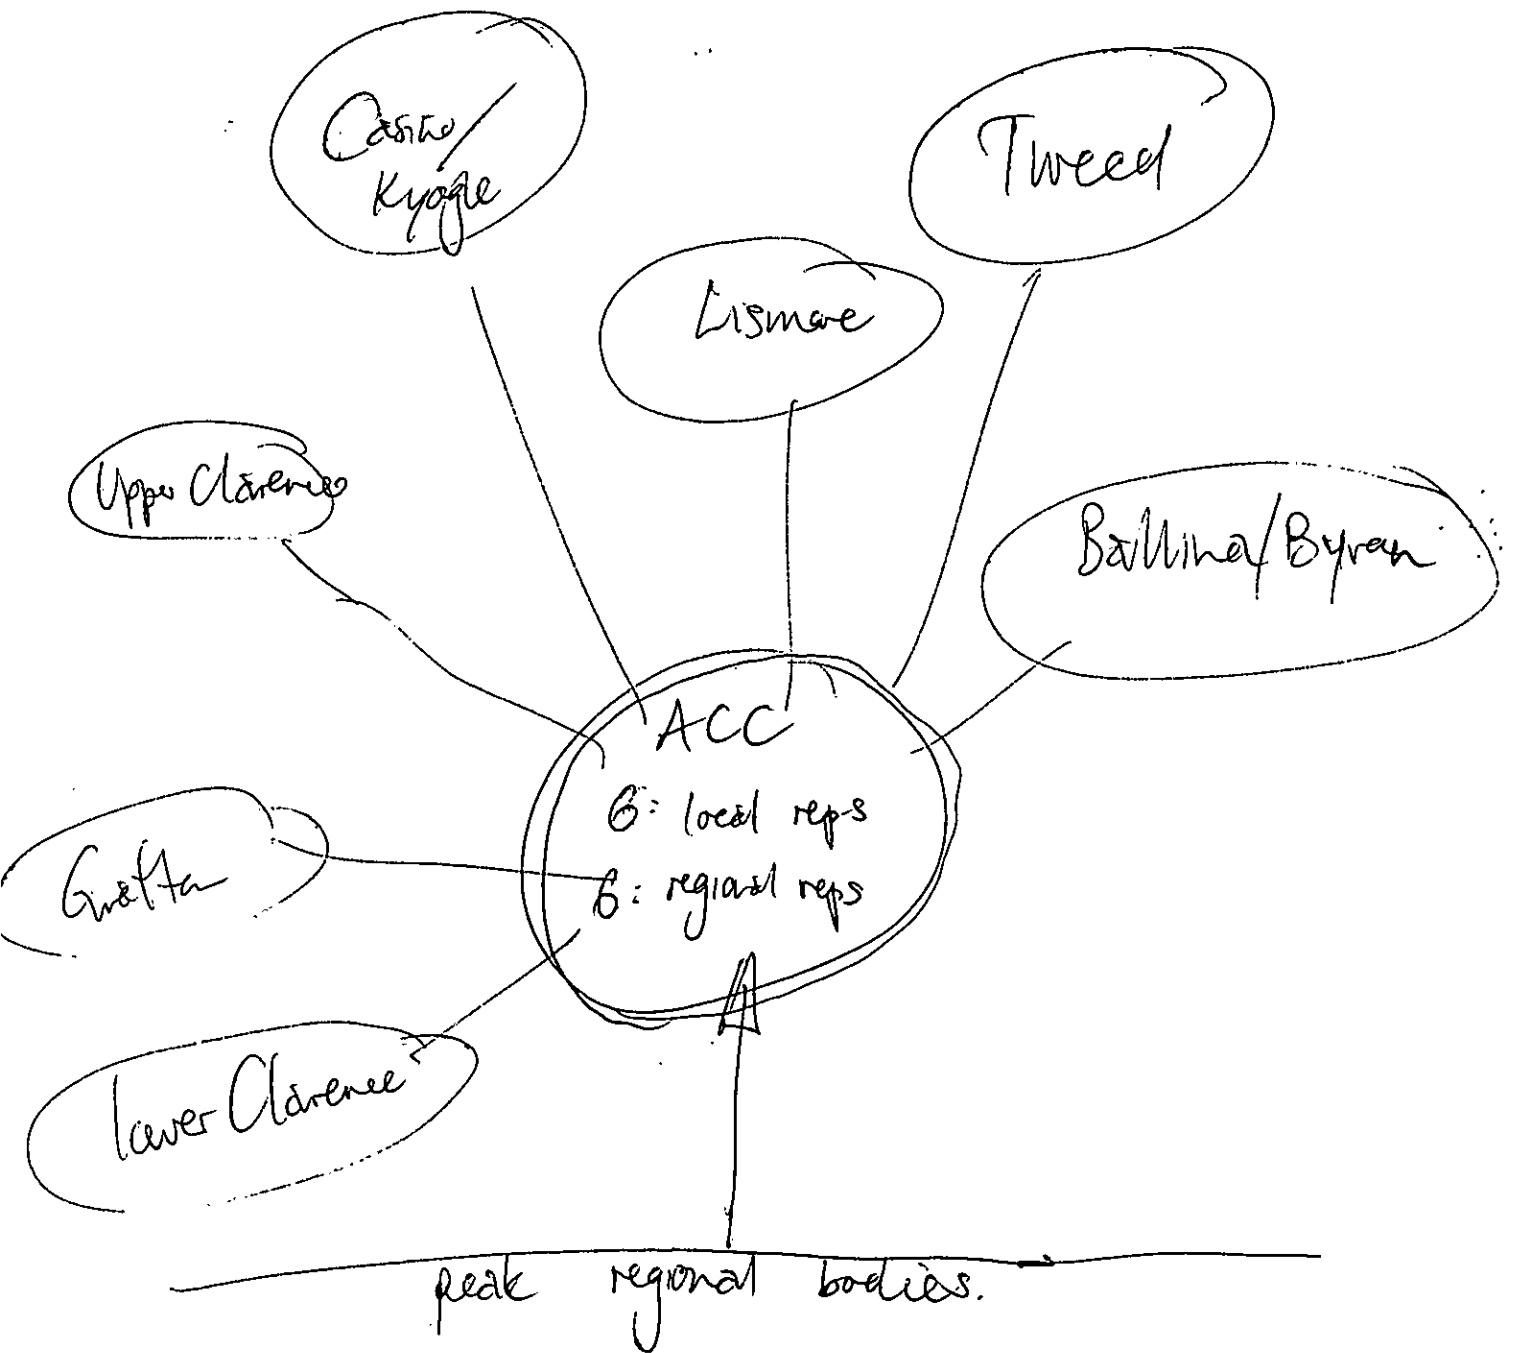 Casino/
Kyogle
Tweed
Lismore
Upper Clarence
Ballina/Byron
ACC
6: local reps
6: regional reps
Grafton
Lower Clarence
peak regional bodies.